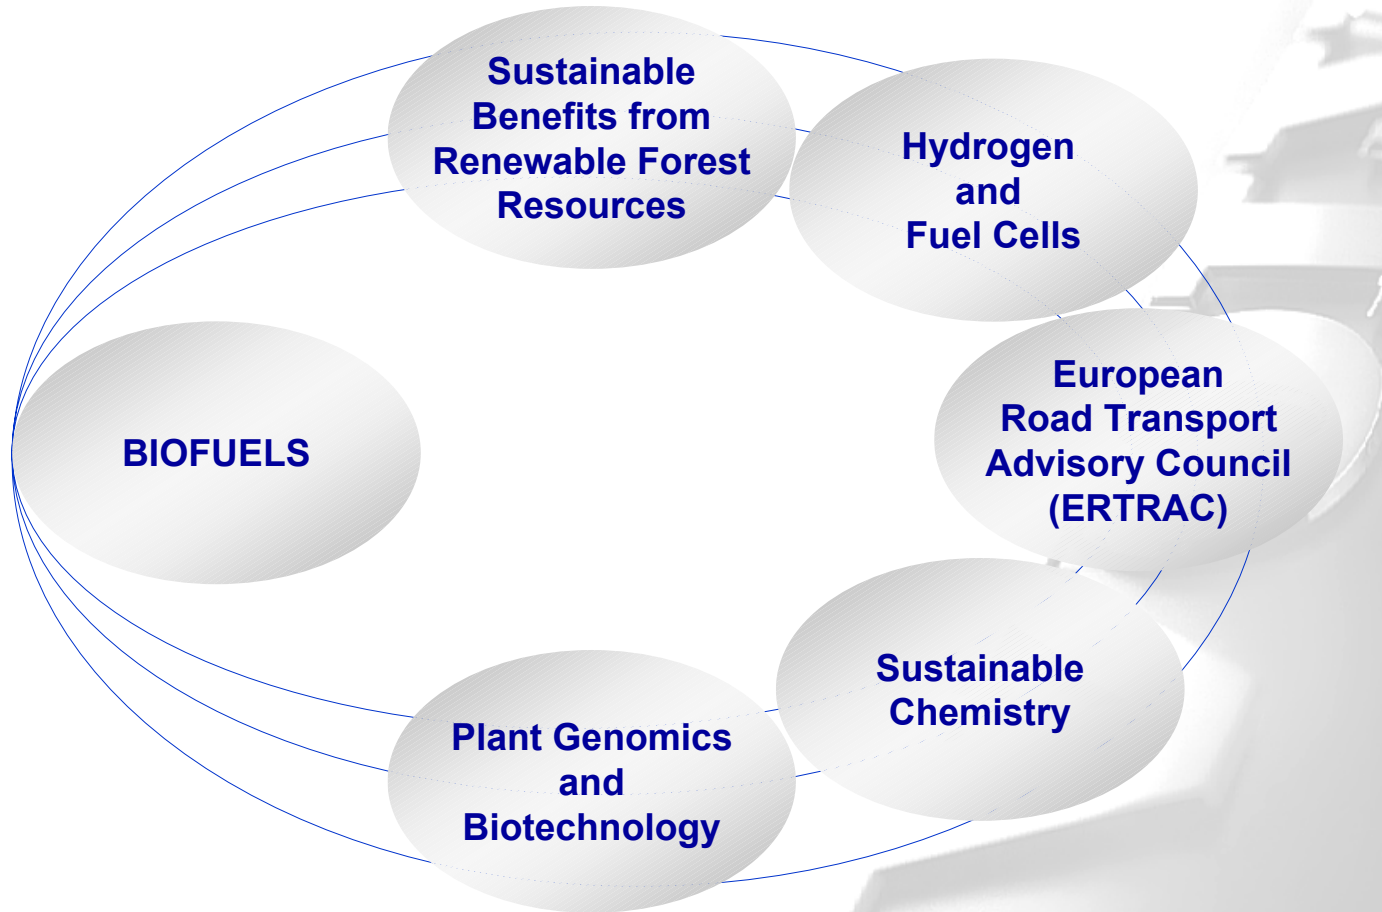 Sustainable
Benefits from
Renewable Forest
Resources
Hydrogen
and
Fuel Cells
European
Road Transport
Advisory Council
(ERTRAC)
BIOFUELS
Sustainable
Chemistry
Plant Genomics
and
Biotechnology